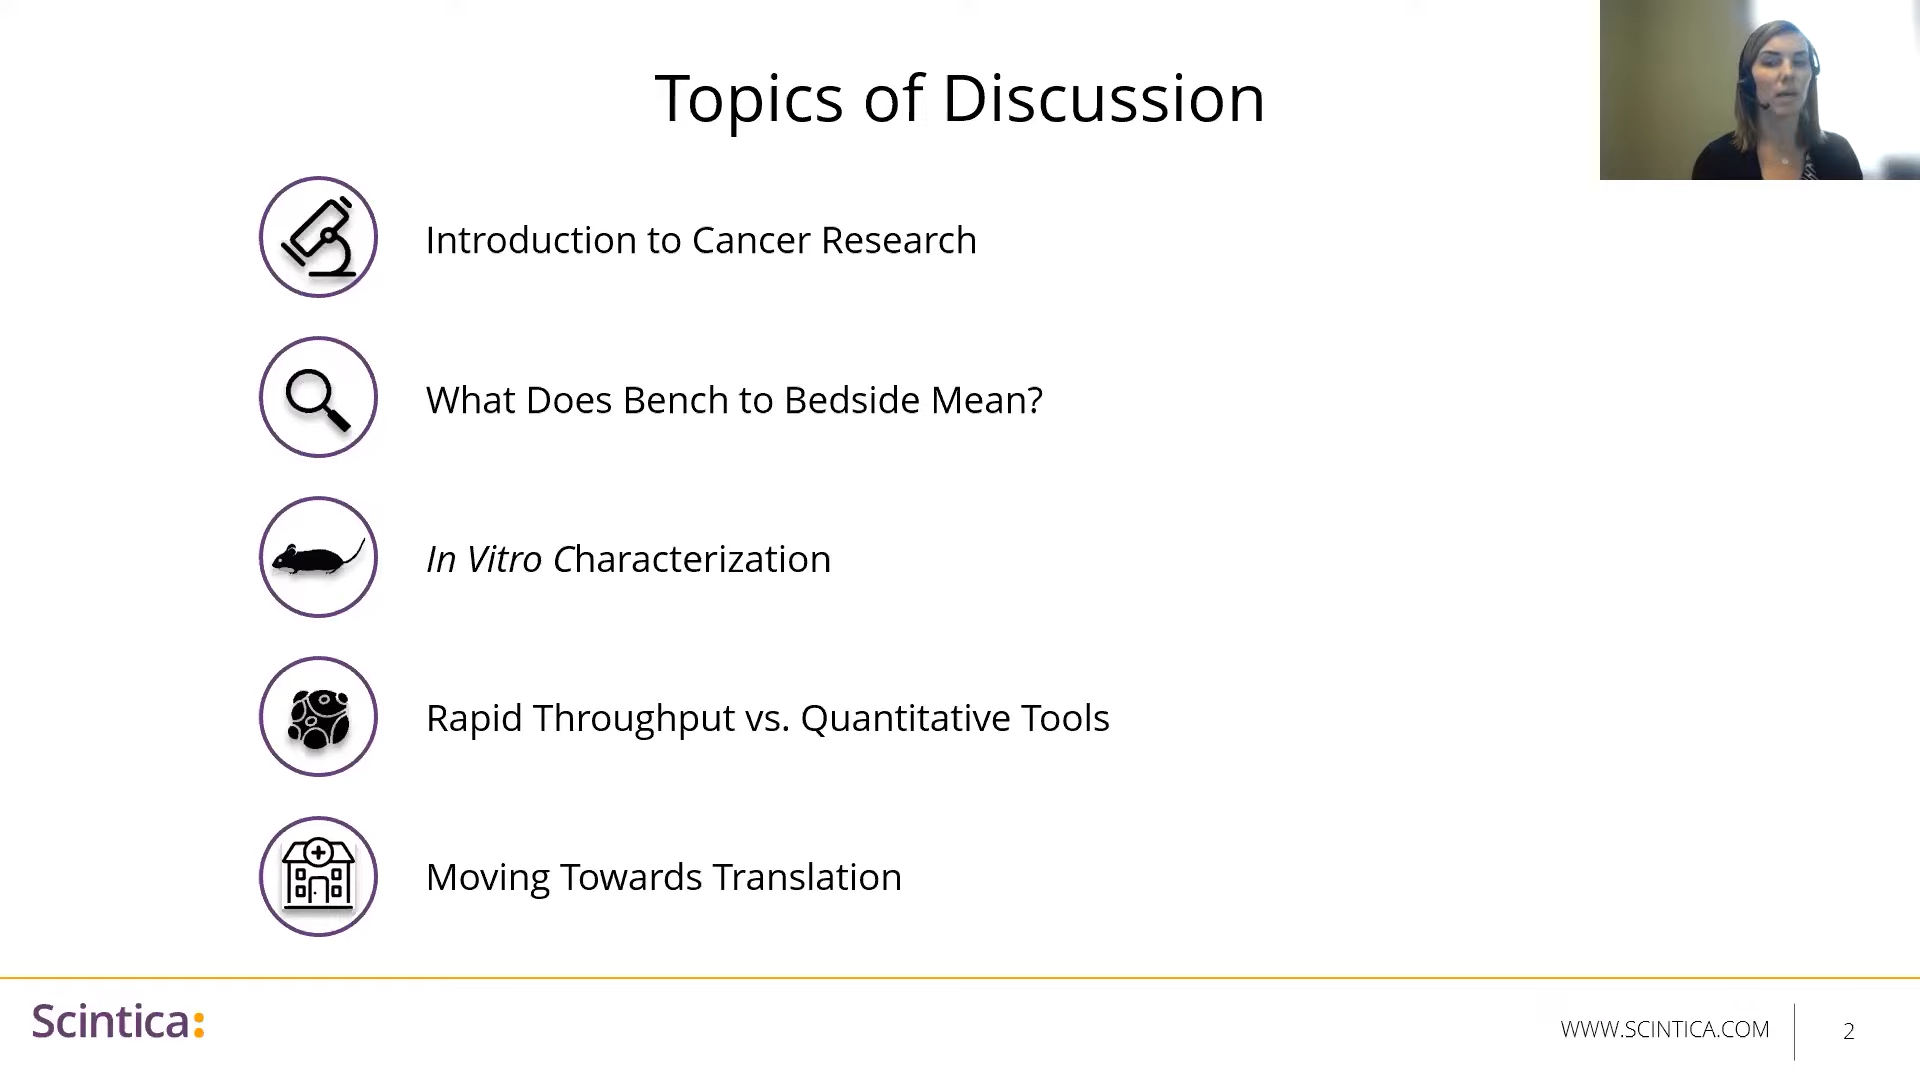 Topics of Discussion
Introduction to Cancer Research
What Does Bench to Bedside Mean?
In Vitro Characterization
Rapid Throughput vs. Quantitative Tools
Moving Towards Translation
Scintica:
WWW.SCINTICA.COM
2